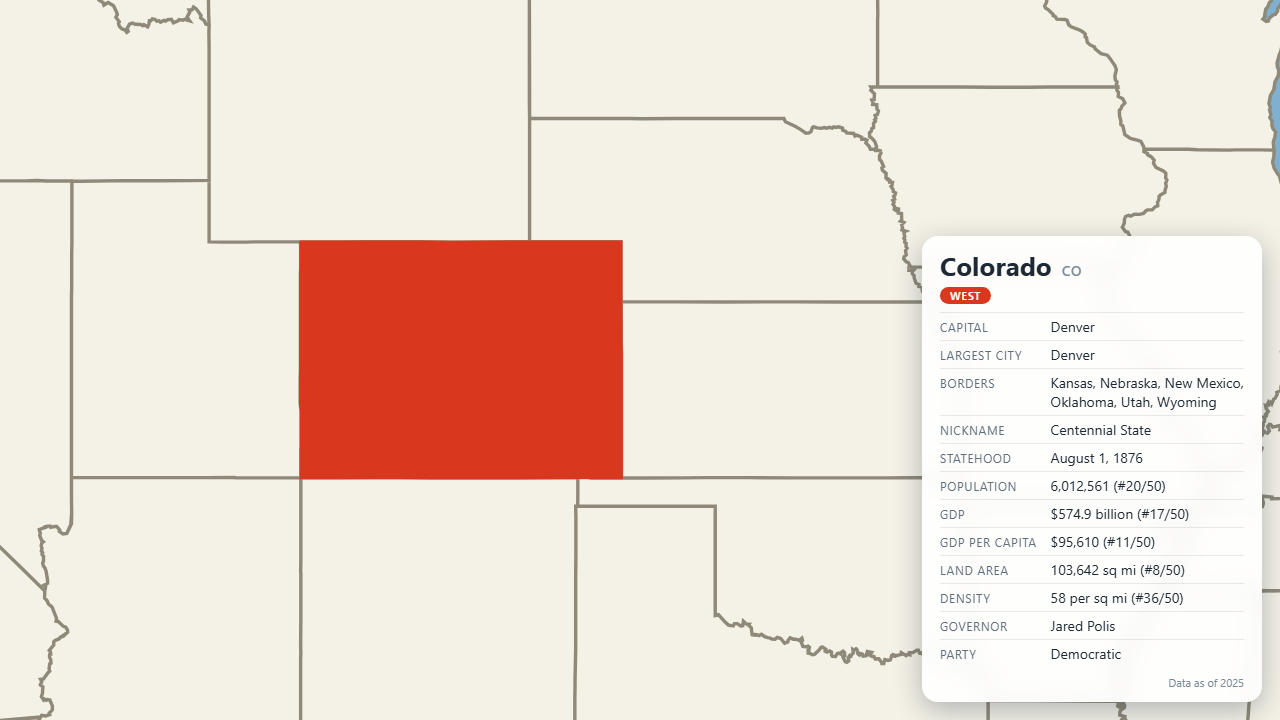 Colorado CO
WEST
CAPITAL Denver
LARGEST CITY Denver
BORDERS Kansas, Nebraska, New Mexico,
Oklahoma, Utah, Wyoming
NICKNAME Centennial State
STATEHOOD August 1, 1876
POPULATION 6,012,561 (#20/50)
GDP $574.9 billion (#17/50)
GDP PER CAPITA $95,610 (#11/50)
LAND AREA 103,642 sq mi (#8/50)
DENSITY 58 per sq mi (#36/50)
GOVERNOR Jared Polis
PARTY Democratic
Data as of 2025